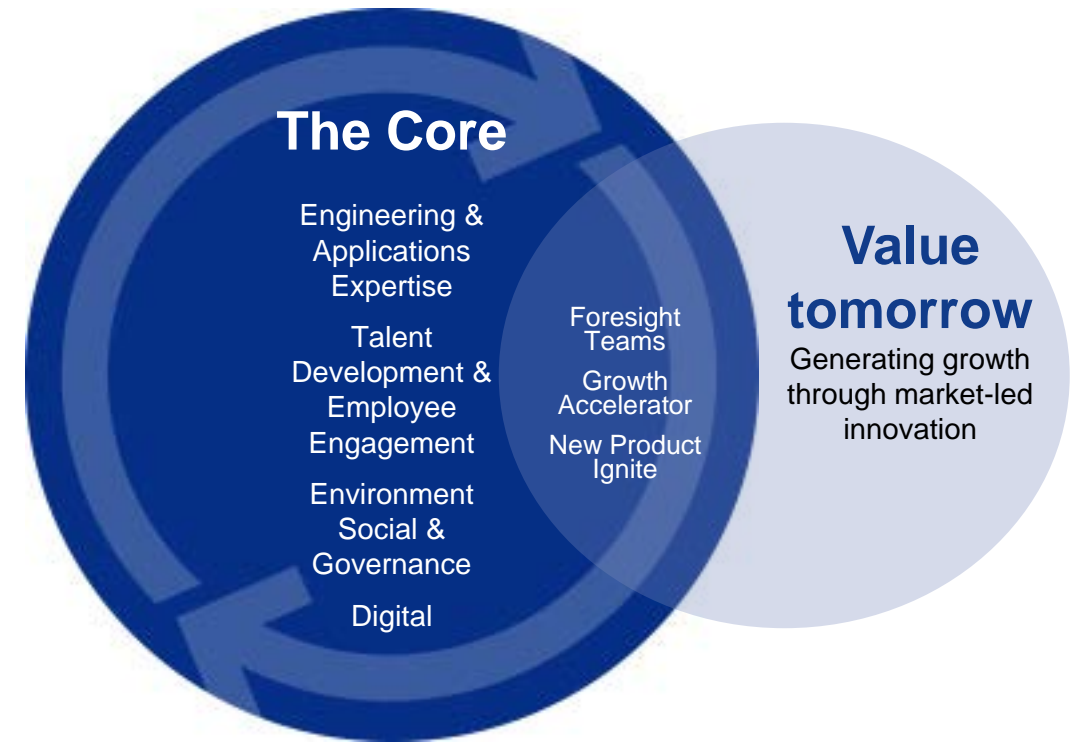 The Core
Engineering &
Applications
Expertise
Talent
Development &
Employee
Engagement
Environment
Social &
Governance
Digital
Foresight
Teams
Growth
Accelerator
New Product
Ignite
Value
tomorrow
Generating growth
through market-led
innovation